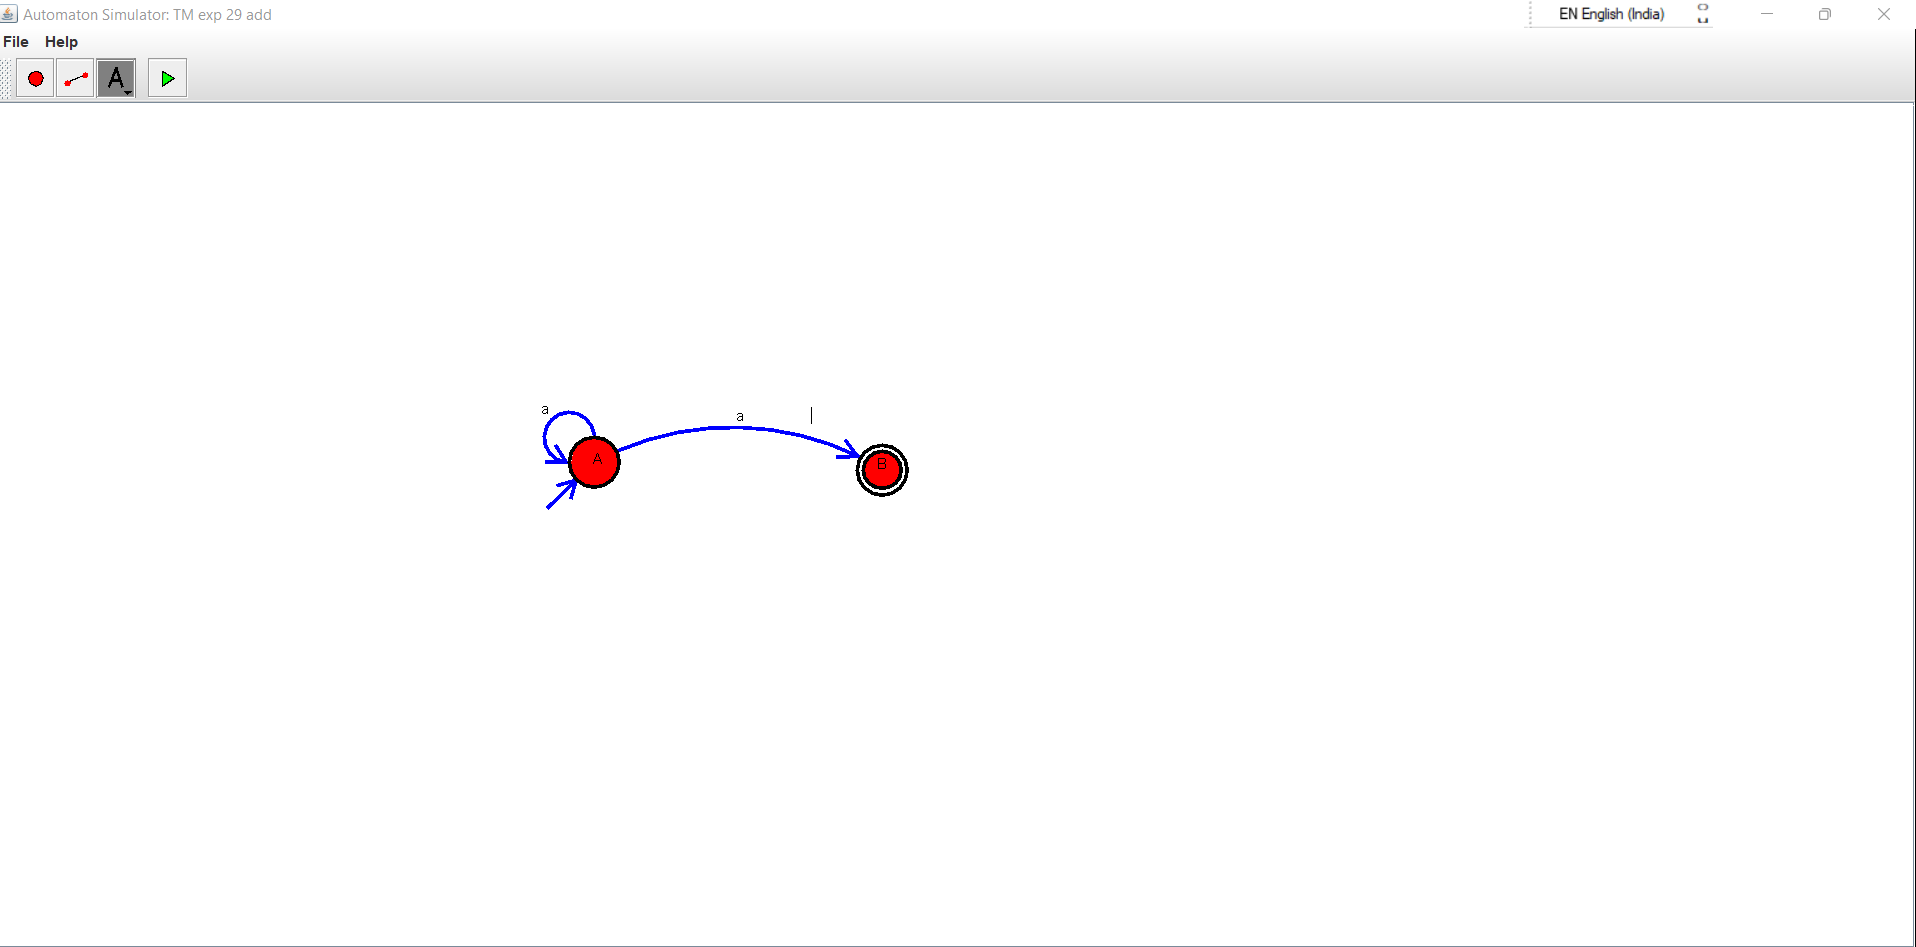 Automaton Simulator: TM exp 29 add
EN English (India)
File Help
A
a
a
A
B